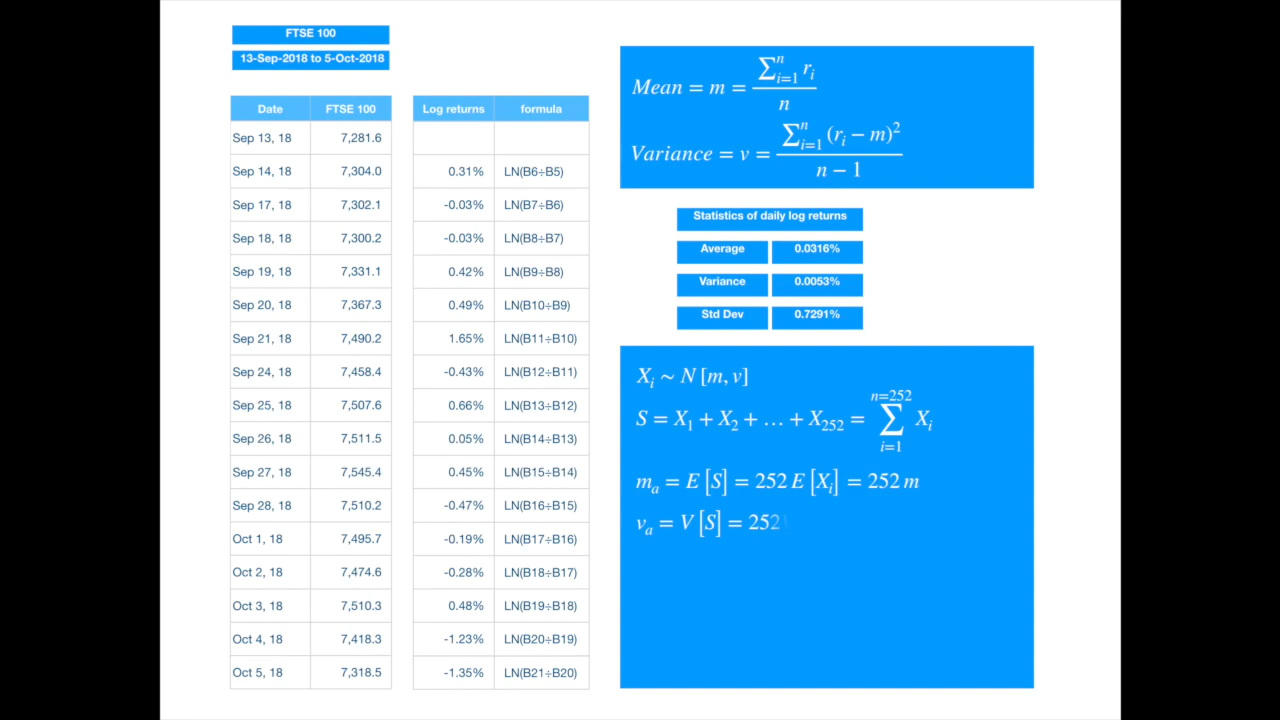 FTSE 100
13-Sep-2018 to 5-Oct-2018
Date FTSE 100 Log returns formula
Sep 13, 18 7,281.6
Sep 14, 18 7,304.0 0.31% LN(B6÷B5)
Sep 17, 18 7,302.1 -0.03% LN(B7÷B6)
Sep 18, 18 7,300.2 -0.03% LN(B8÷B7)
Sep 19, 18 7,331.1 0.42% LN(B9÷B8)
Sep 20, 18 7,367.3 0.49% LN(B10÷B9)
Sep 21, 18 7,490.2 1.65% LN(B11÷B10)
Sep 24, 18 7,458.4 -0.43% LN(B12÷B11)
Sep 25, 18 7,507.6 0.66% LN(B13÷B12)
Sep 26, 18 7,511.5 0.05% LN(B14÷B13)
Sep 27, 18 7,545.4 0.45% LN(B15÷B14)
Sep 28, 18 7,510.2 -0.47% LN(B16÷B15)
Oct 1, 18 7,495.7 -0.19% LN(B17÷B16)
Oct 2, 18 7,474.6 -0.28% LN(B18÷B17)
Oct 3, 18 7,510.3 0.48% LN(B19÷B18)
Oct 4, 18 7,418.3 -1.23% LN(B20÷B19)
Oct 5, 18 7,318.5 -1.35% LN(B21÷B20)
Mean = m = ∑ⁿᵢ₌₁ rᵢ / n
Variance = v = ∑ⁿᵢ₌₁ (rᵢ − m)² / n − 1
Statistics of daily log returns
Average 0.0316%
Variance 0.0053%
Std Dev 0.7291%
Xᵢ ∼ N [m, v]
S = X₁ + X₂ + … + X₂₅₂ = ∑ⁿ⁼²⁵²ᵢ₌₁ Xᵢ
mₐ = E [S] = 252 E [Xᵢ] = 252 m
vₐ = V [S] = 252